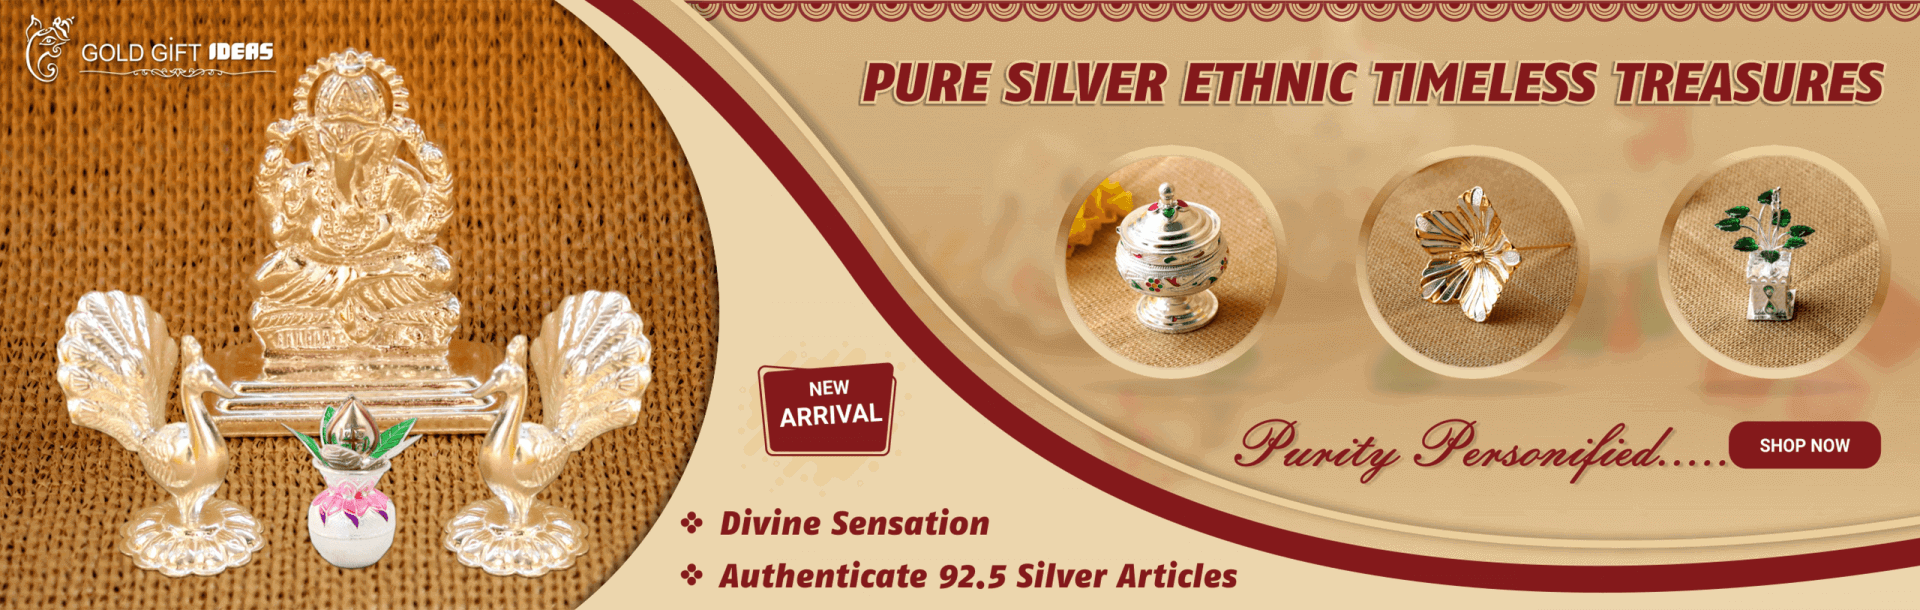 GOLD GiFT IDEAS
PURE SILVER ETHNIC TIMELESS TREASURES
NEW
ARRIVAL
Purity Personified.....
SHOP NOW
Divine Sensation
Authenticate 92.5 Silver Articles